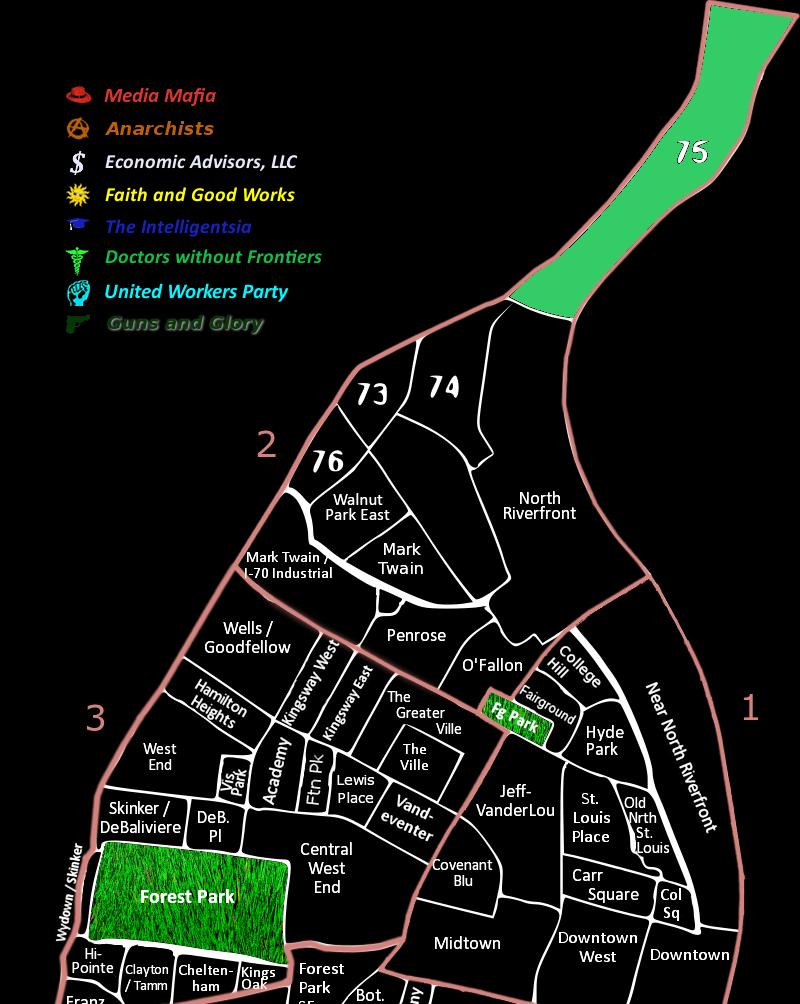 Media Mafia
Anarchists
$ Economic Advisors, LLC
Faith and Good Works
The Intelligentsia
Doctors without Frontiers
United Workers Party
Guns and Glory
75
73
74
2
76
Walnut
Park East
North
Riverfront
Mark
Twain
Mark Twain /
I-70 Industrial
Wells /
Goodfellow
Penrose
O'Fallon
College
Hill
Kingsway West
Kingsway East
Hamilton
Heights
The
Greater
Ville
Fairground
Fg Park
Near North Riverfront
1
3
West
End
Vis.
Park
Academy
Ftn Pk
The
Ville
Hyde
Park
Lewis
Place
Vand-
eventer
Jeff-
VanderLou
St.
Louis
Place
Old
Nrth
St.
Louis
Skinker /
DeBaliviere
DeB.
Pl
Central
West
End
Covenant
Blu
Carr
Square
Col
Sq
Wydown / Skinker
Forest Park
Midtown
Downtown
West
Downtown
Hi-
Pointe
Clayton
/ Tamm
Chelten-
ham
Kings
Oak
Forest
Park
SE
Bot.
ny
Franz